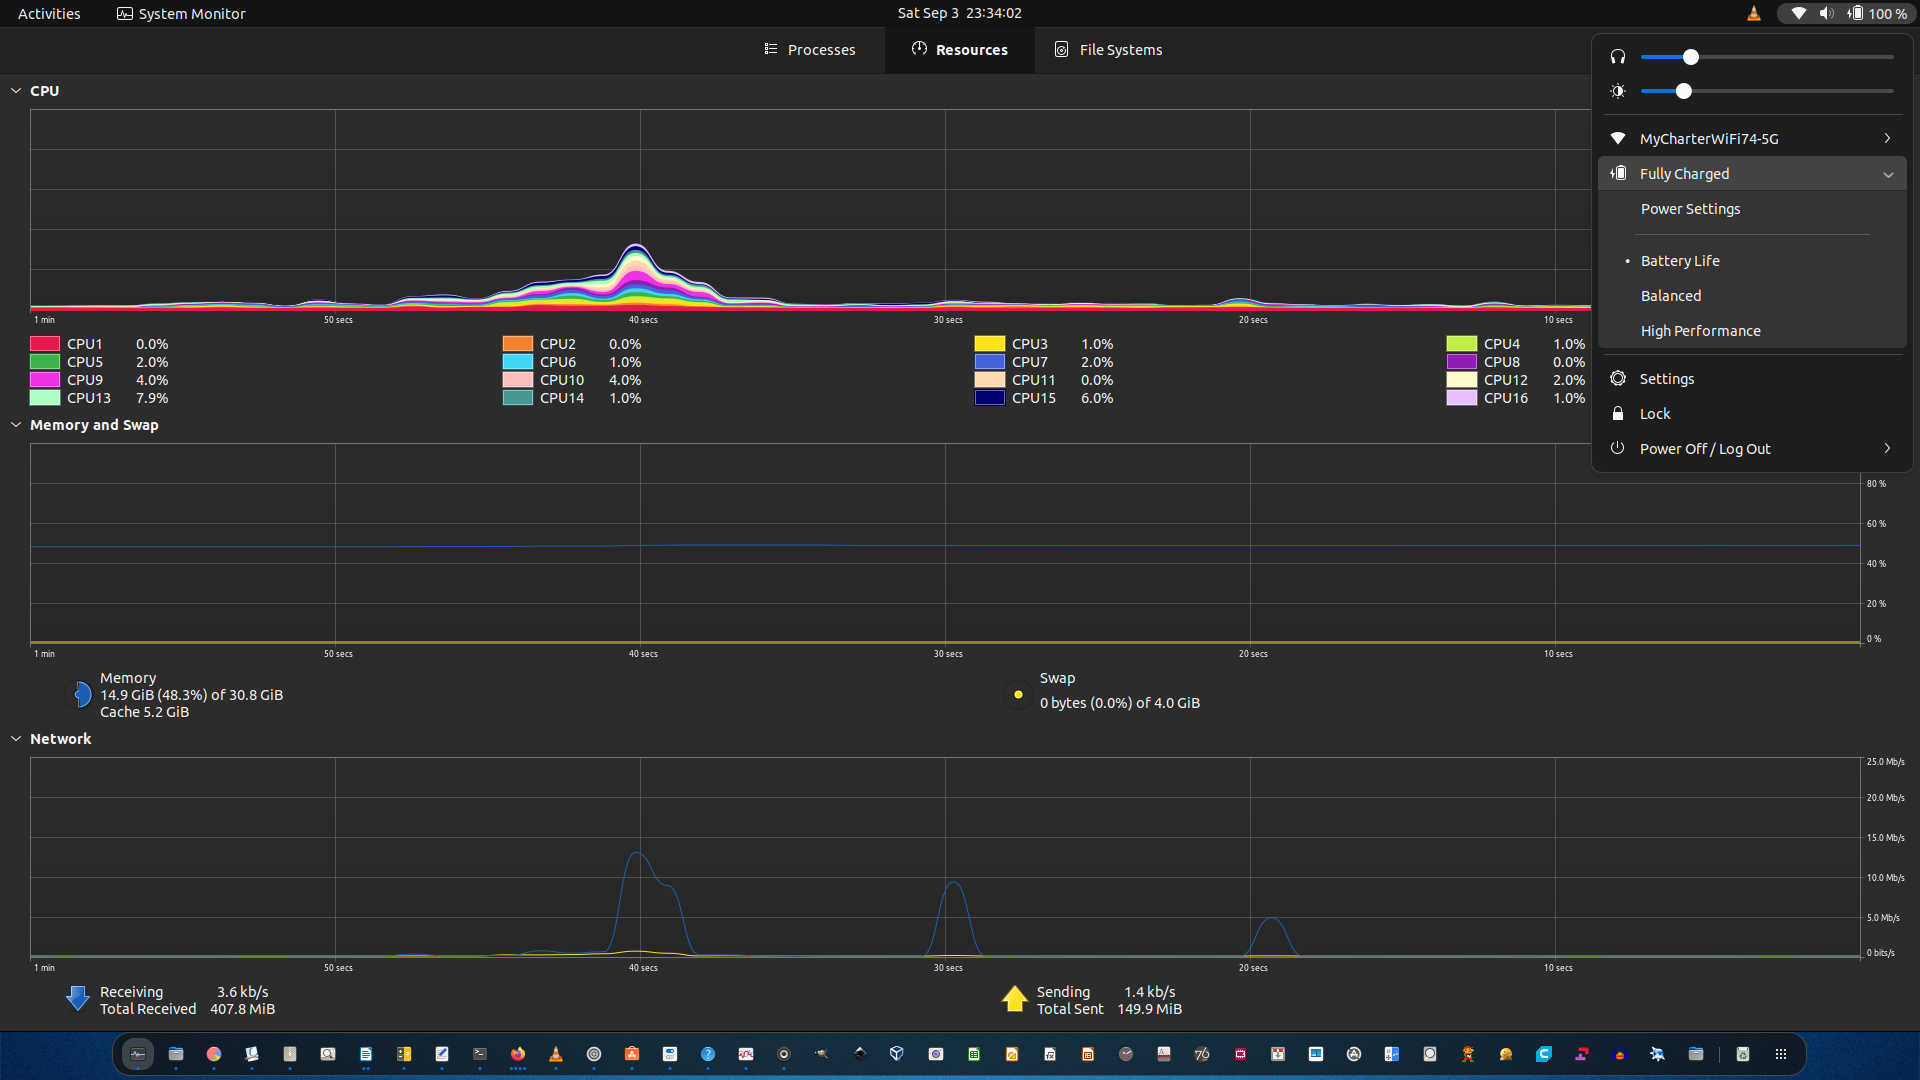 Activities
System Monitor
Sat Sep 3 23:34:02
100 %
Processes
Resources
File Systems
CPU
1 min
50 secs
40 secs
30 secs
20 secs
10 secs
CPU1 0.0%
CPU2 0.0%
CPU3 1.0%
CPU4 1.0%
CPU5 2.0%
CPU6 1.0%
CPU7 2.0%
CPU8 0.0%
CPU9 4.0%
CPU10 4.0%
CPU11 0.0%
CPU12 2.0%
CPU13 7.9%
CPU14 1.0%
CPU15 6.0%
CPU16 1.0%
MyCharterWiFi74-5G
Fully Charged
Power Settings
Battery Life
Balanced
High Performance
Settings
Lock
Power Off / Log Out
Memory and Swap
80 %
60 %
40 %
20 %
0 %
1 min
50 secs
40 secs
30 secs
20 secs
10 secs
Memory
14.9 GiB (48.3%) of 30.8 GiB
Cache 5.2 GiB
Swap
0 bytes (0.0%) of 4.0 GiB
Network
25.0 Mb/s
20.0 Mb/s
15.0 Mb/s
10.0 Mb/s
5.0 Mb/s
0 bits/s
1 min
50 secs
40 secs
30 secs
20 secs
10 secs
Receiving 3.6 kb/s
Total Received 407.8 MiB
Sending 1.4 kb/s
Total Sent 149.9 MiB
76